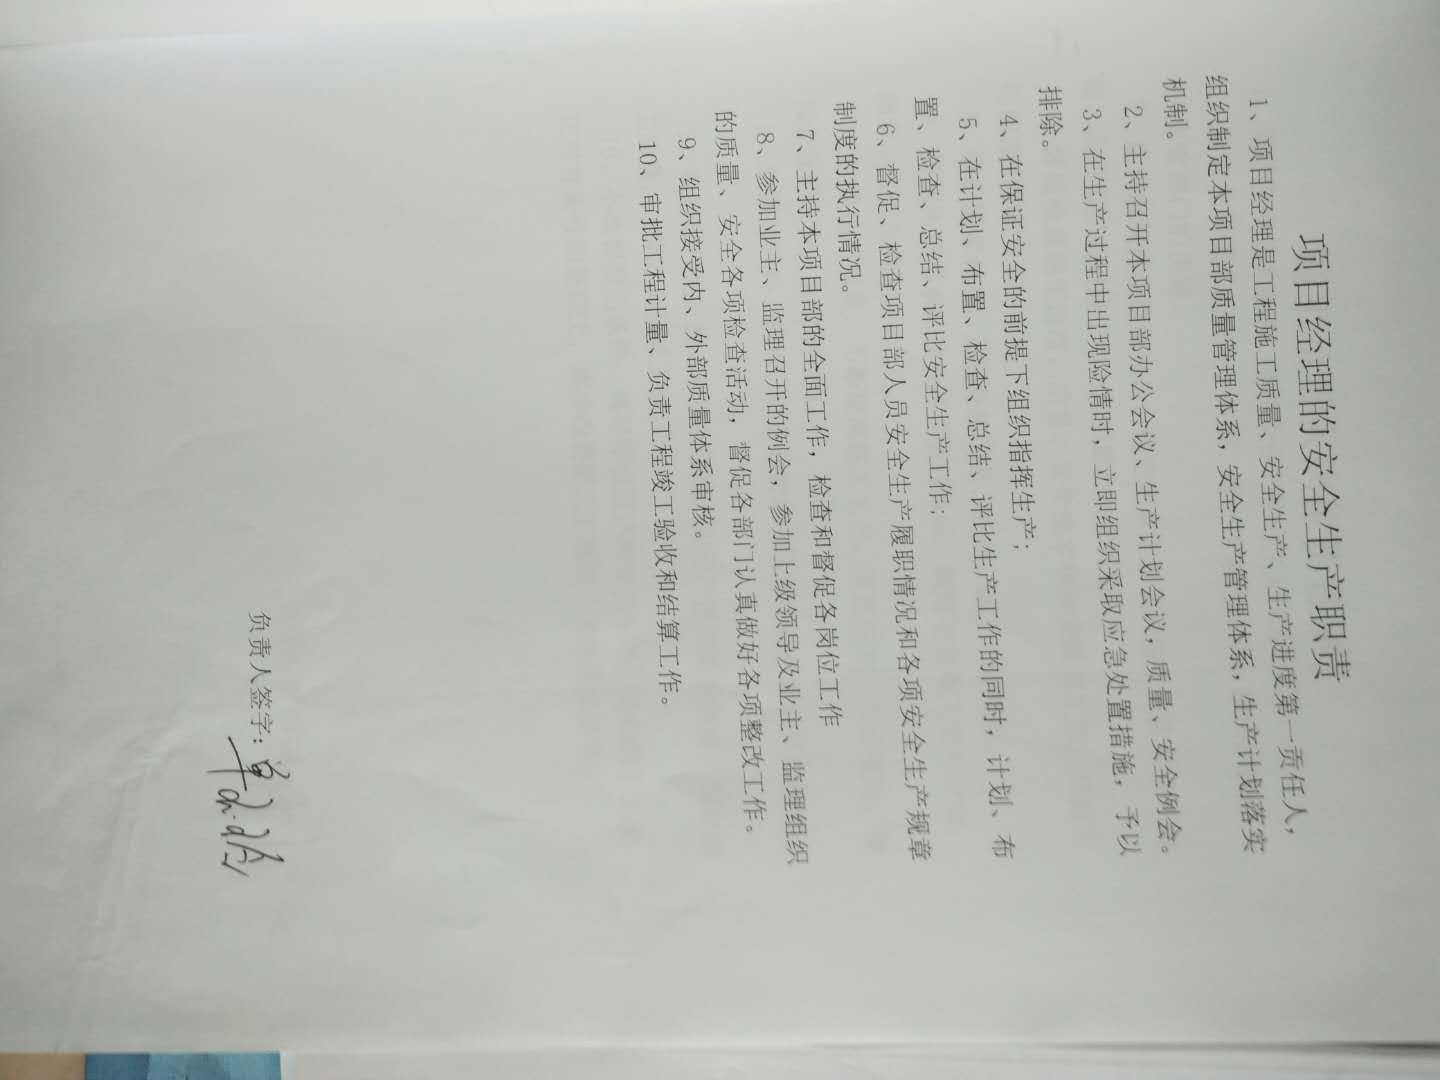 项目经理的安全生产职责
1、项目经理是工程施工质量、安全生产、生产进度第一责任人，
组织制定本项目部质量管理体系，安全生产管理体系，生产计划落实
机制。
2、主持召开本项目部办公会议、生产计划会议，质量、安全例会。
3、在生产过程中出现险情时，立即组织采取应急处置措施，予以
排除。
4、在保证安全的前提下组织指挥生产；
5、在计划、布置、检查、总结、评比生产工作的同时，计划、布
置、检查、总结、评比安全生产工作；
6、督促、检查项目部人员安全生产履职情况和各项安全生产规章
制度的执行情况。
7、主持本项目部的全面工作，检查和督促各岗位工作
8、参加业主、监理召开的例会，参加上级领导及业主、监理组织
的质量、安全各项检查活动，督促各部门认真做好各项整改工作。
9、组织接受内、外部质量体系审核。
10、审批工程计量、负责工程竣工验收和结算工作。
负责人签字：